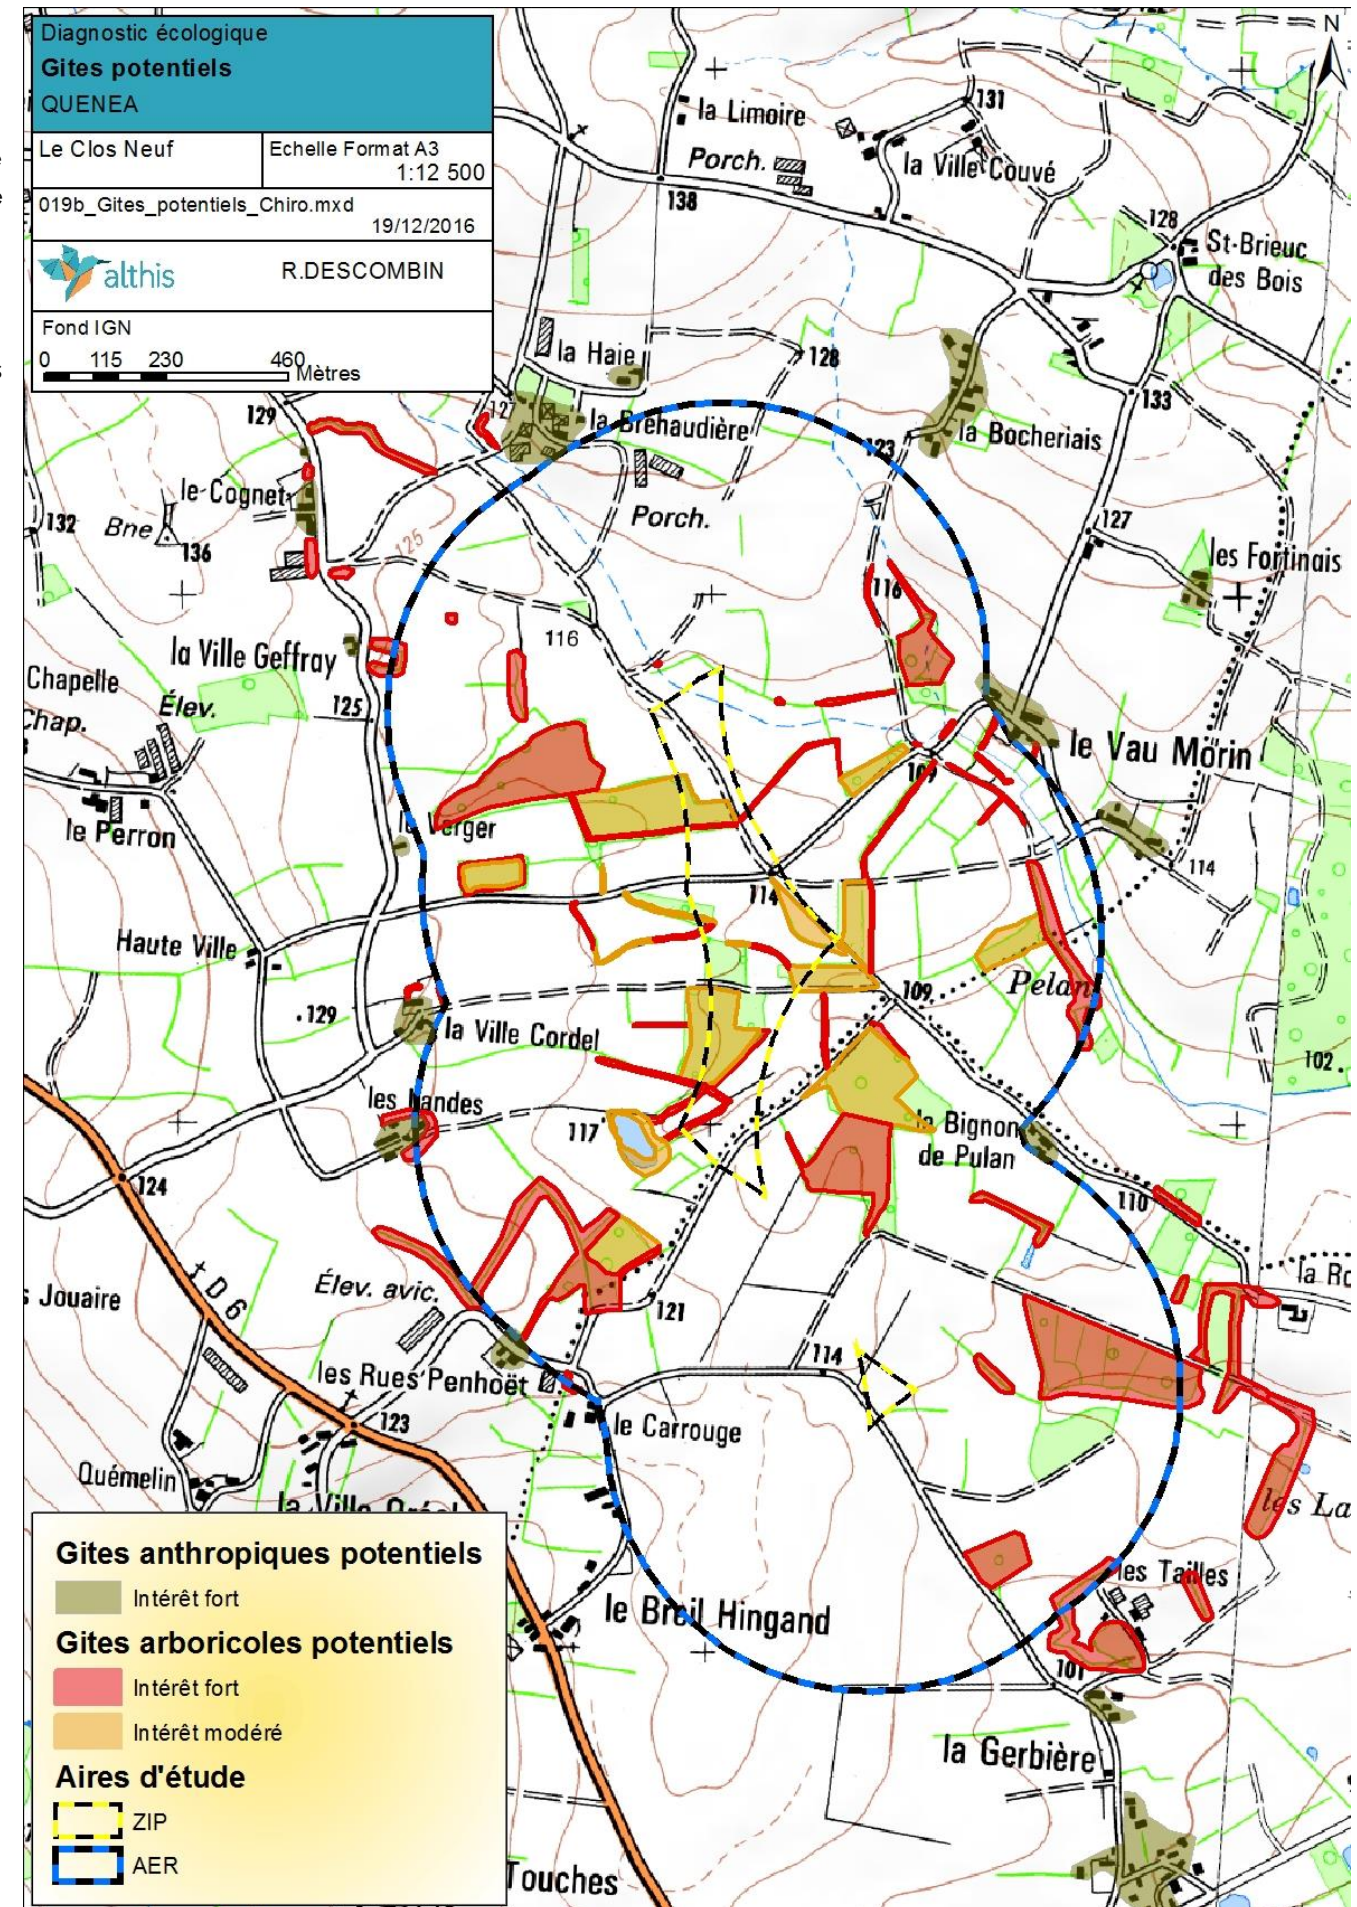 Diagnostic écologique
Gites potentiels
QUENEA
Le Clos Neuf
Echelle Format A3
1:12 500
019b_Gites_potentiels_Chiro.mxd
19/12/2016
althis
R.DESCOMBIN
Fond IGN
0 115 230 460 Mètres
N
la Limoire
131
Porch.
la Ville Couvé
138
128
St-Brieuc
des Bois
la Haie
128
133
129
la Bréhaudière
123
la Bocheriais
le Cognet
132
Bne
136
125
Porch.
127
les Fortinais
116
116
la Ville Geffray
Chapelle
Chap.
Élev.
125
le Vau Morin
109
le Perron
le Verger
114
114
Haute Ville
Pelan
109
129
la Ville Cordel
102
les Landes
117
le Bignon
de Pulan
124
110
D 6
Élev. avic.
Jouaire
121
114
les Rues Penhoët
123
le Carrouge
Quémelin
les La
les Tailles
le Breil Hingand
101
la Gerbière
Touches
Gites anthropiques potentiels
Intérêt fort
Gites arboricoles potentiels
Intérêt fort
Intérêt modéré
Aires d'étude
ZIP
AER